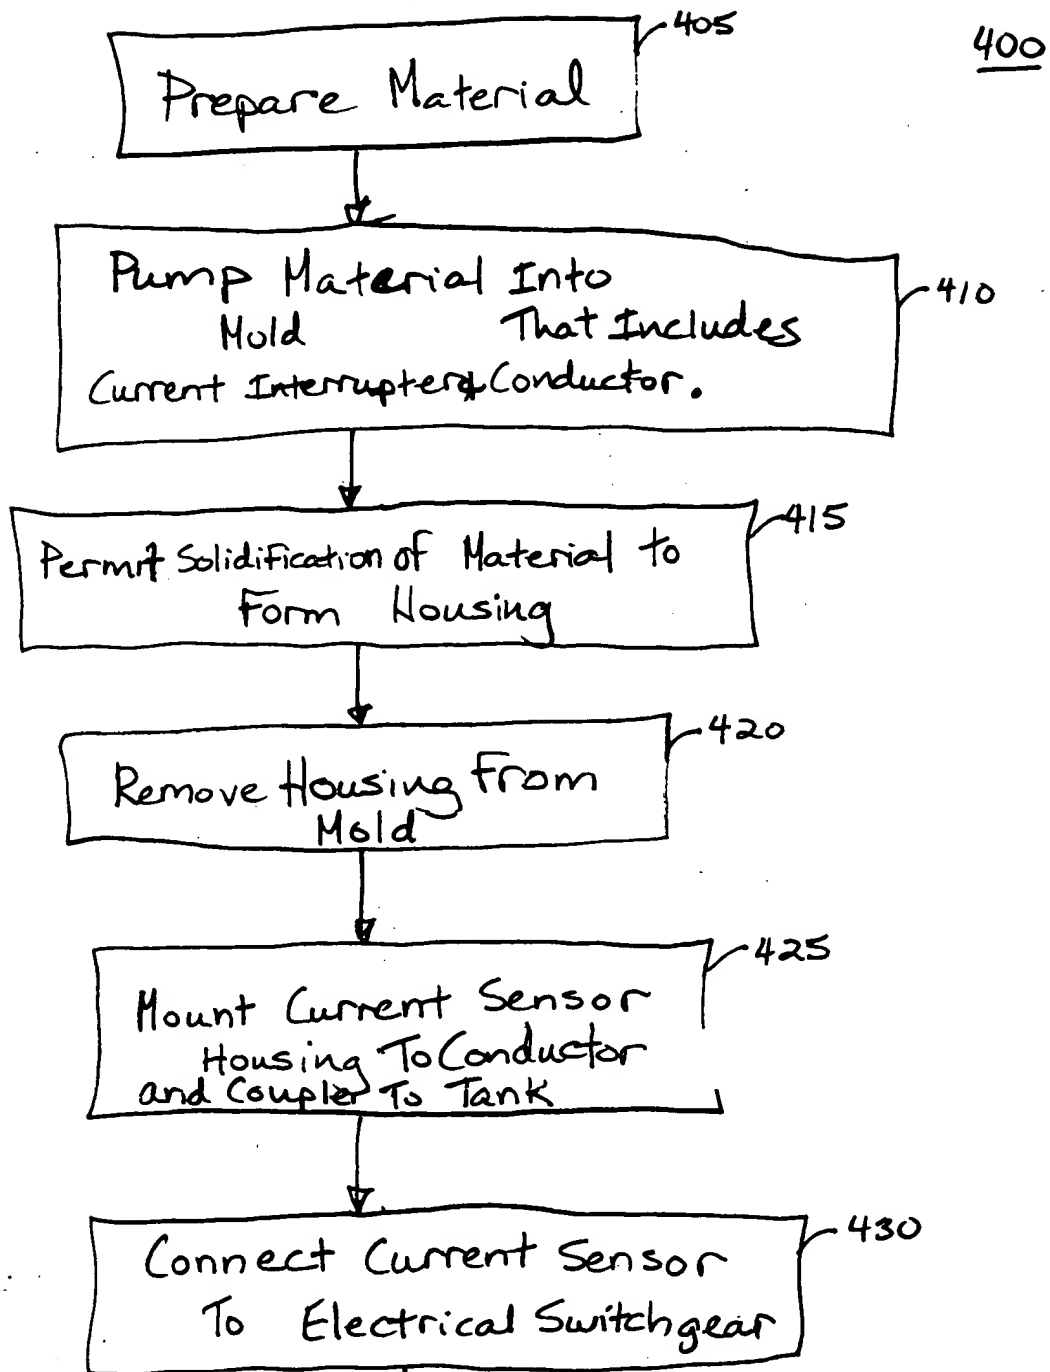 405
400
Prepare Material
Pump Material Into
410
Mold That Includes
Current Interrupter & Conductor.
415
Permit Solidification of Material to
Form Housing
420
Remove Housing From
Mold
425
Mount Current Sensor
Housing To Conductor
and Coupler To Tank
430
Connect Current Sensor
To Electrical Switchgear